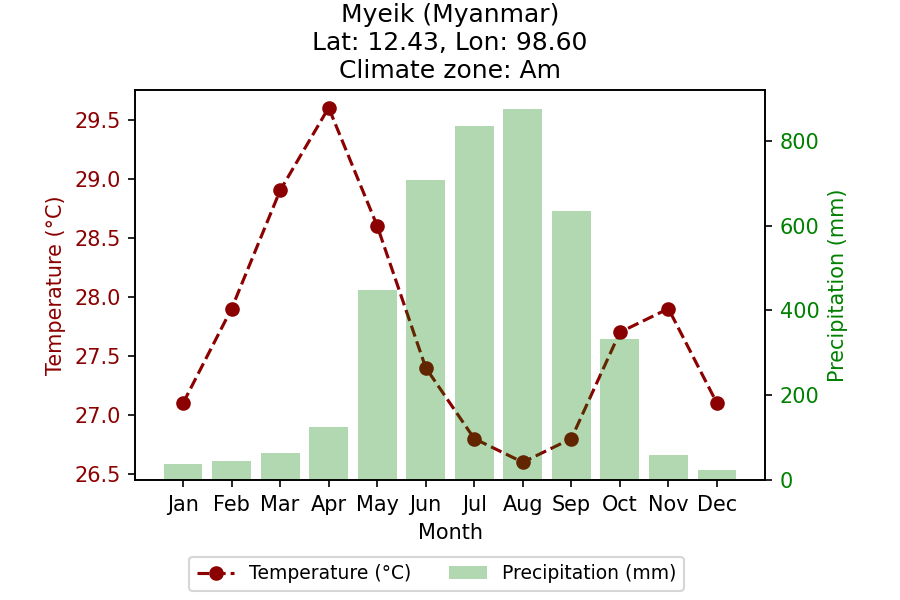 Myeik (Myanmar)
Lat: 12.43, Lon: 98.60
Climate zone: Am
29.5
29.0
28.5
28.0
27.5
27.0
26.5
Temperature (°C)
800
600
400
200
0
Precipitation (mm)
Jan Feb Mar Apr May Jun Jul Aug Sep Oct Nov Dec
Month
Temperature (°C) Precipitation (mm)